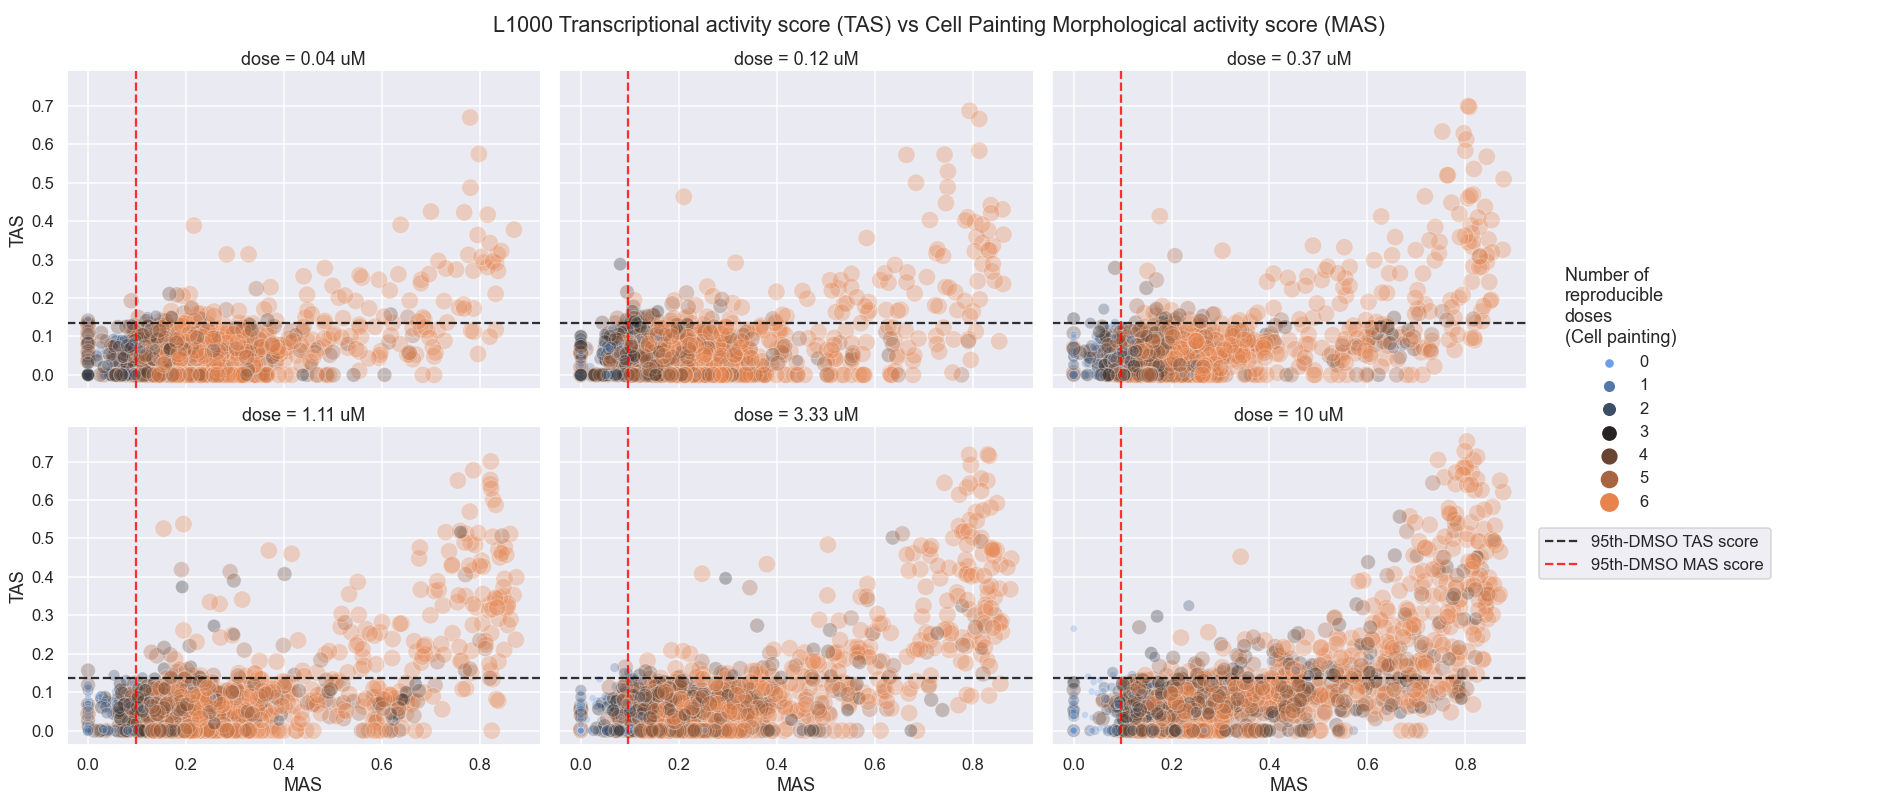 L1000 Transcriptional activity score (TAS) vs Cell Painting Morphological activity score (MAS)
dose = 0.04 uM
dose = 0.12 uM
dose = 0.37 uM
0.7
0.6
0.5
0.4
0.3
0.2
0.1
0.0
TAS
dose = 1.11 uM
dose = 3.33 uM
dose = 10 uM
0.7
0.6
0.5
0.4
0.3
0.2
0.1
0.0
TAS
0.0 0.2 0.4 0.6 0.8
MAS
0.0 0.2 0.4 0.6 0.8
MAS
0.0 0.2 0.4 0.6 0.8
MAS
Number of
reproducible
doses
(Cell painting)
0
1
2
3
4
5
6
95th-DMSO TAS score
95th-DMSO MAS score